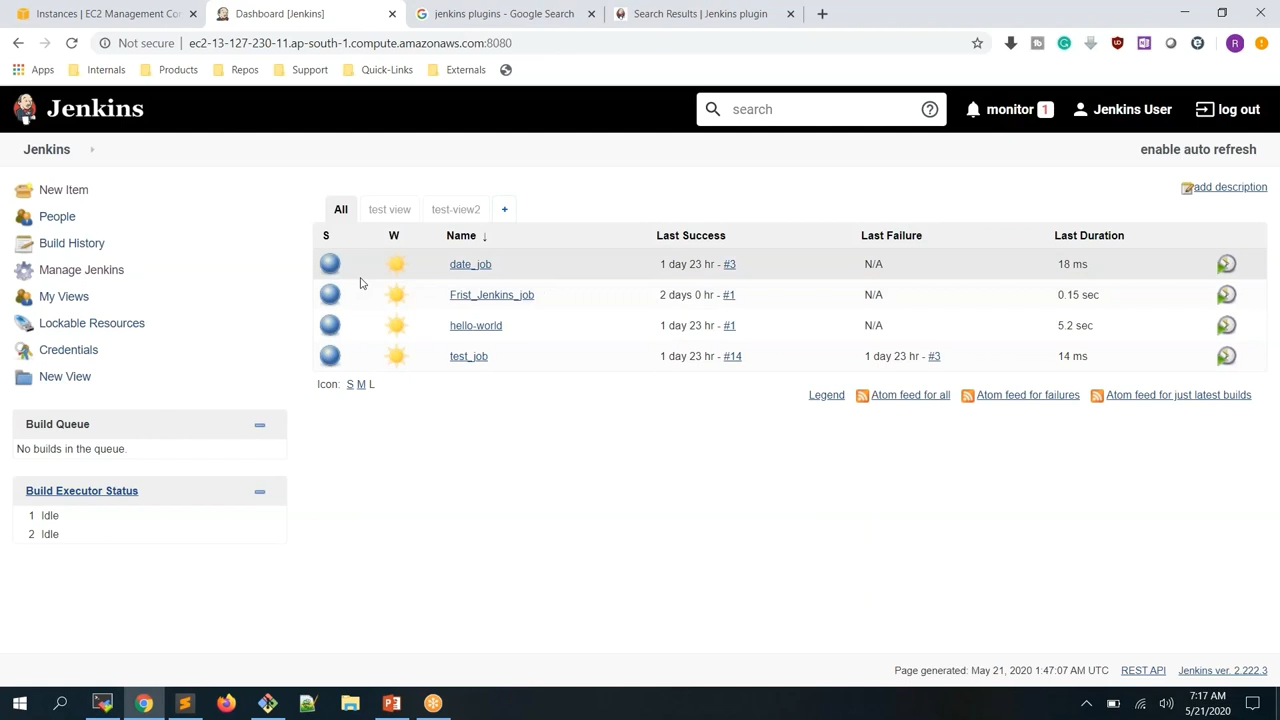 Instances | EC2 Management Con
Dashboard [Jenkins]
jenkins plugins - Google Search
Search Results | Jenkins plugin
Not secure | ec2-13-127-230-11.ap-south-1.compute.amazonaws.com:8080
R
Apps
Internals
Products
Repos
Support
Quick-Links
Externals
Jenkins
search
monitor 1
Jenkins User
log out
Jenkins
enable auto refresh
New Item
People
Build History
Manage Jenkins
My Views
Lockable Resources
Credentials
New View
Build Queue
No builds in the queue.
Build Executor Status
1 Idle
2 Idle
add description
All
test view
test-view2
+
S W Name ↓ Last Success Last Failure Last Duration
date_job 1 day 23 hr - #3 N/A 18 ms
Frist_Jenkins_job 2 days 0 hr - #1 N/A 0.15 sec
hello-world 1 day 23 hr - #1 N/A 5.2 sec
test_job 1 day 23 hr - #14 1 day 23 hr - #3 14 ms
Icon: S M L
Legend Atom feed for all Atom feed for failures Atom feed for just latest builds
Page generated: May 21, 2020 1:47:07 AM UTC REST API Jenkins ver. 2.222.3
7:17 AM
5/21/2020